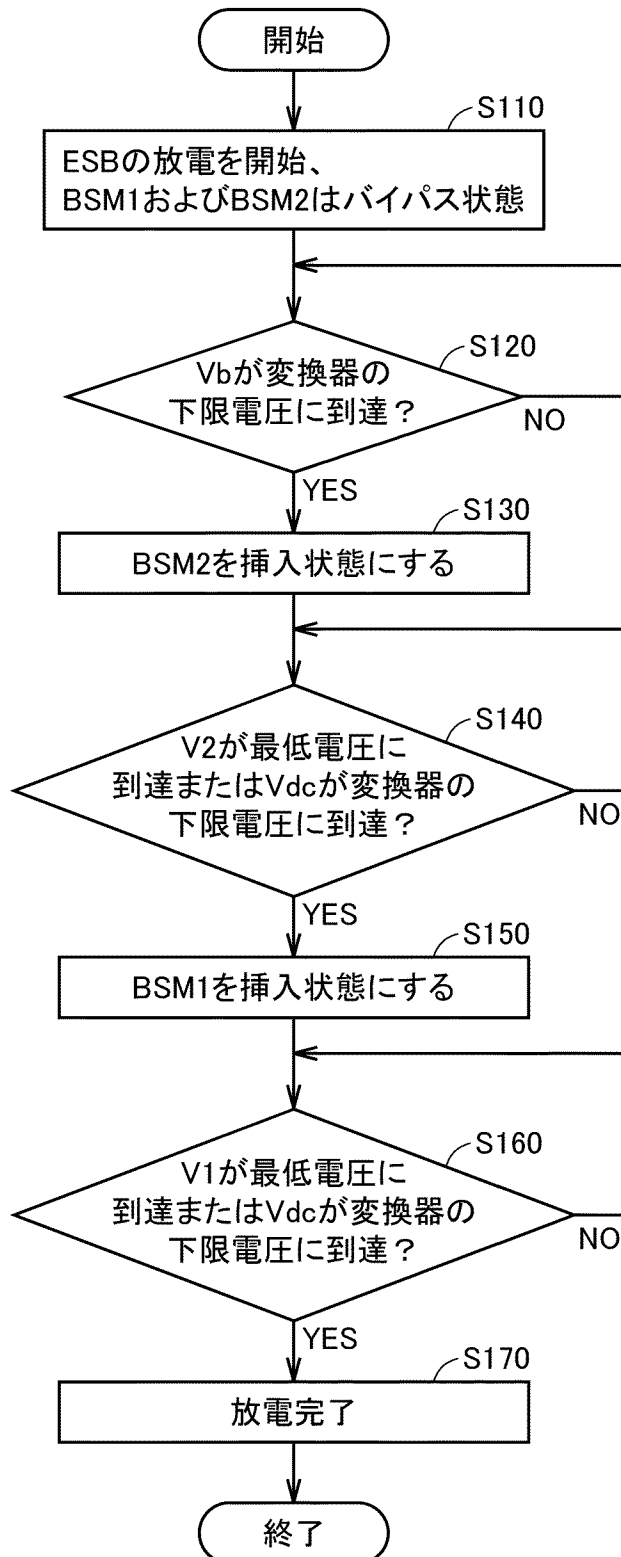 開始
S110
ESBの放電を開始、
BSM1およびBSM2はバイパス状態
S120
Vbが変換器の
下限電圧に到達？
NO
YES
S130
BSM2を挿入状態にする
S140
V2が最低電圧に
到達またはVdcが変換器の
下限電圧に到達？
NO
YES
S150
BSM1を挿入状態にする
S160
V1が最低電圧に
到達またはVdcが変換器の
下限電圧に到達？
NO
YES
S170
放電完了
終了